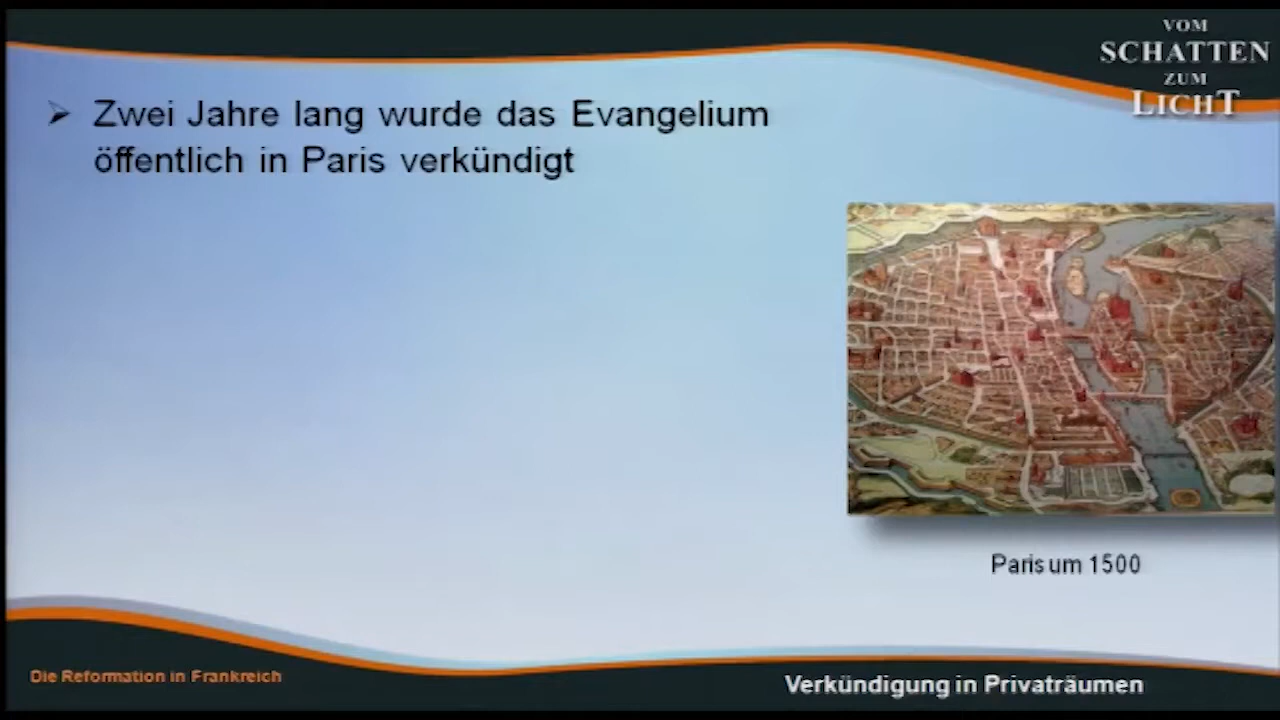 VOM
SCHATTEN
ZUM
LICHT
➢ Zwei Jahre lang wurde das Evangelium
öffentlich in Paris verkündigt
Paris um 1500
Die Reformation in Frankreich
Verkündigung in Privaträumen